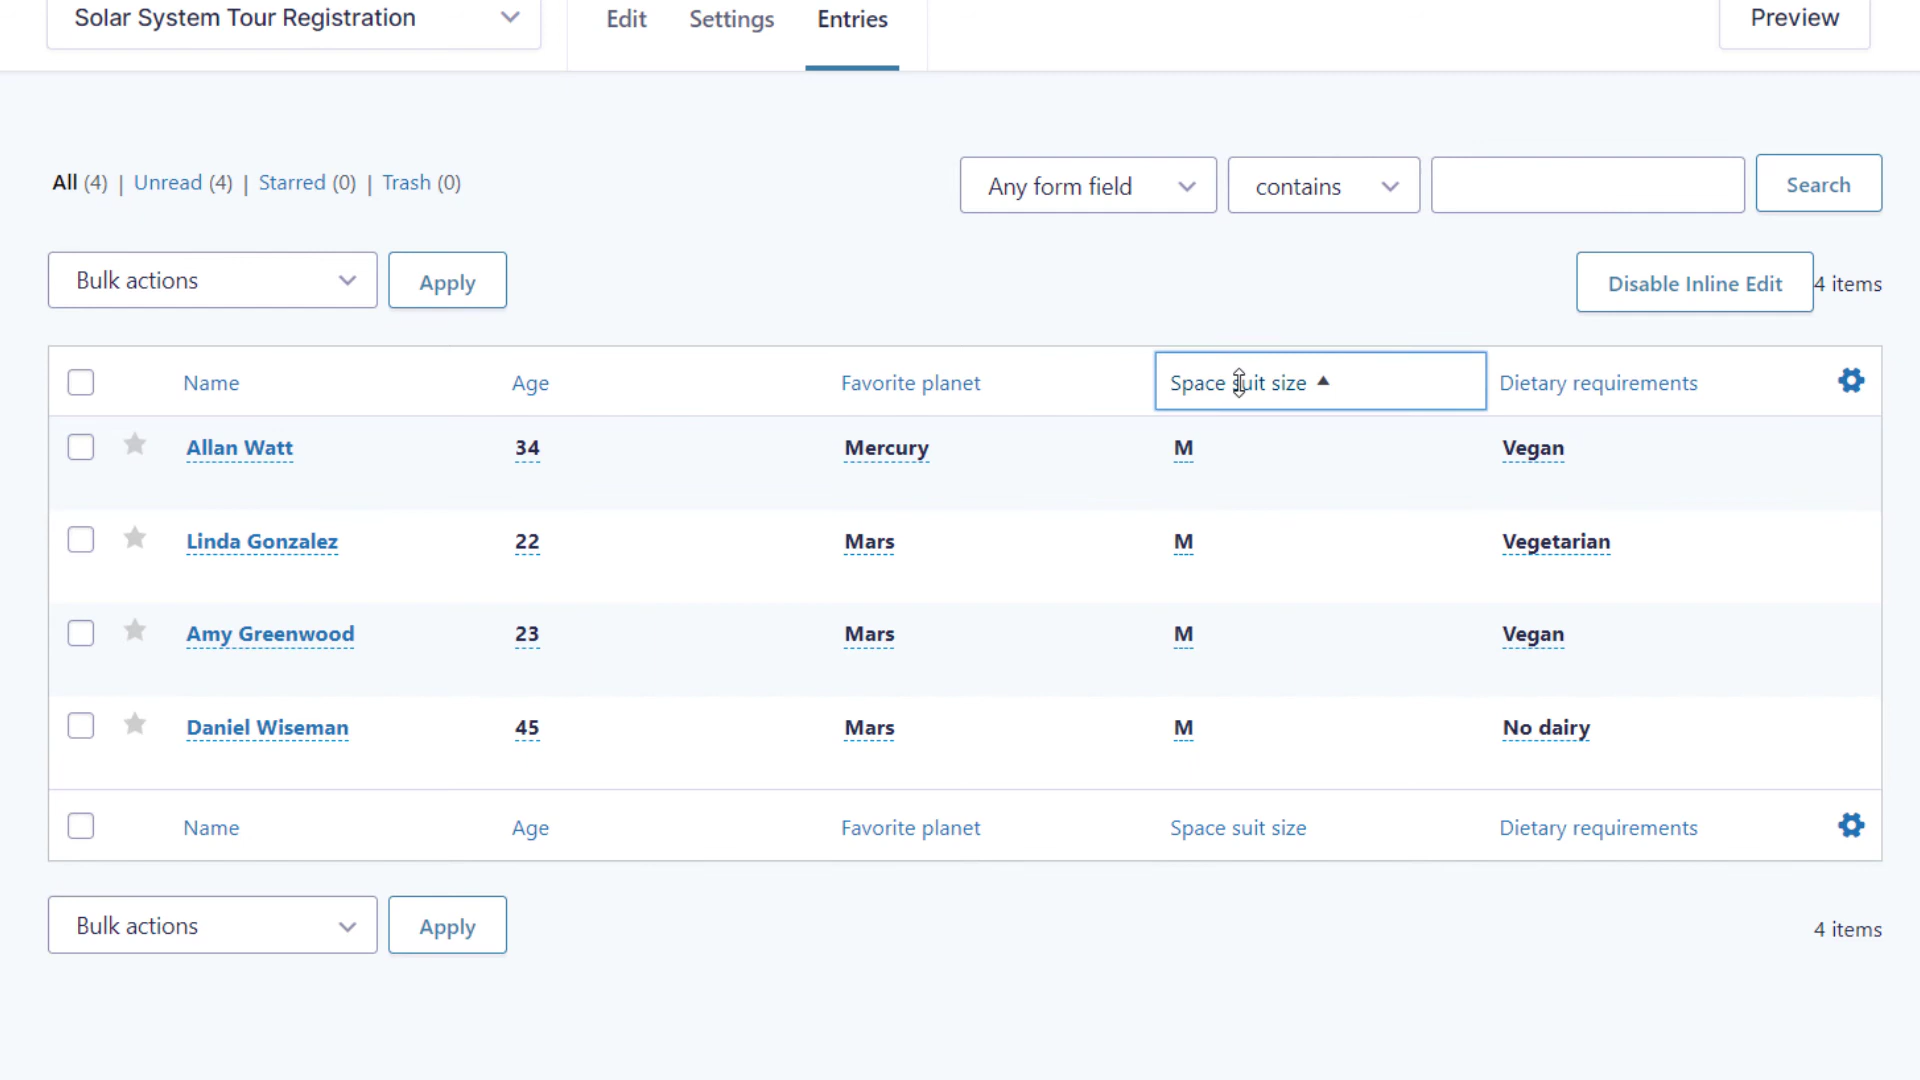 Solar System Tour Registration
Edit Settings Entries
Preview
All (4) | Unread (4) | Starred (0) | Trash (0)
Any form field contains Search
Bulk actions Apply
Disable Inline Edit 4 items
Name Age Favorite planet Space suit size Dietary requirements
Allan Watt 34 Mercury M Vegan
Linda Gonzalez 22 Mars M Vegetarian
Amy Greenwood 23 Mars M Vegan
Daniel Wiseman 45 Mars M No dairy
Name Age Favorite planet Space suit size Dietary requirements
Bulk actions Apply
4 items